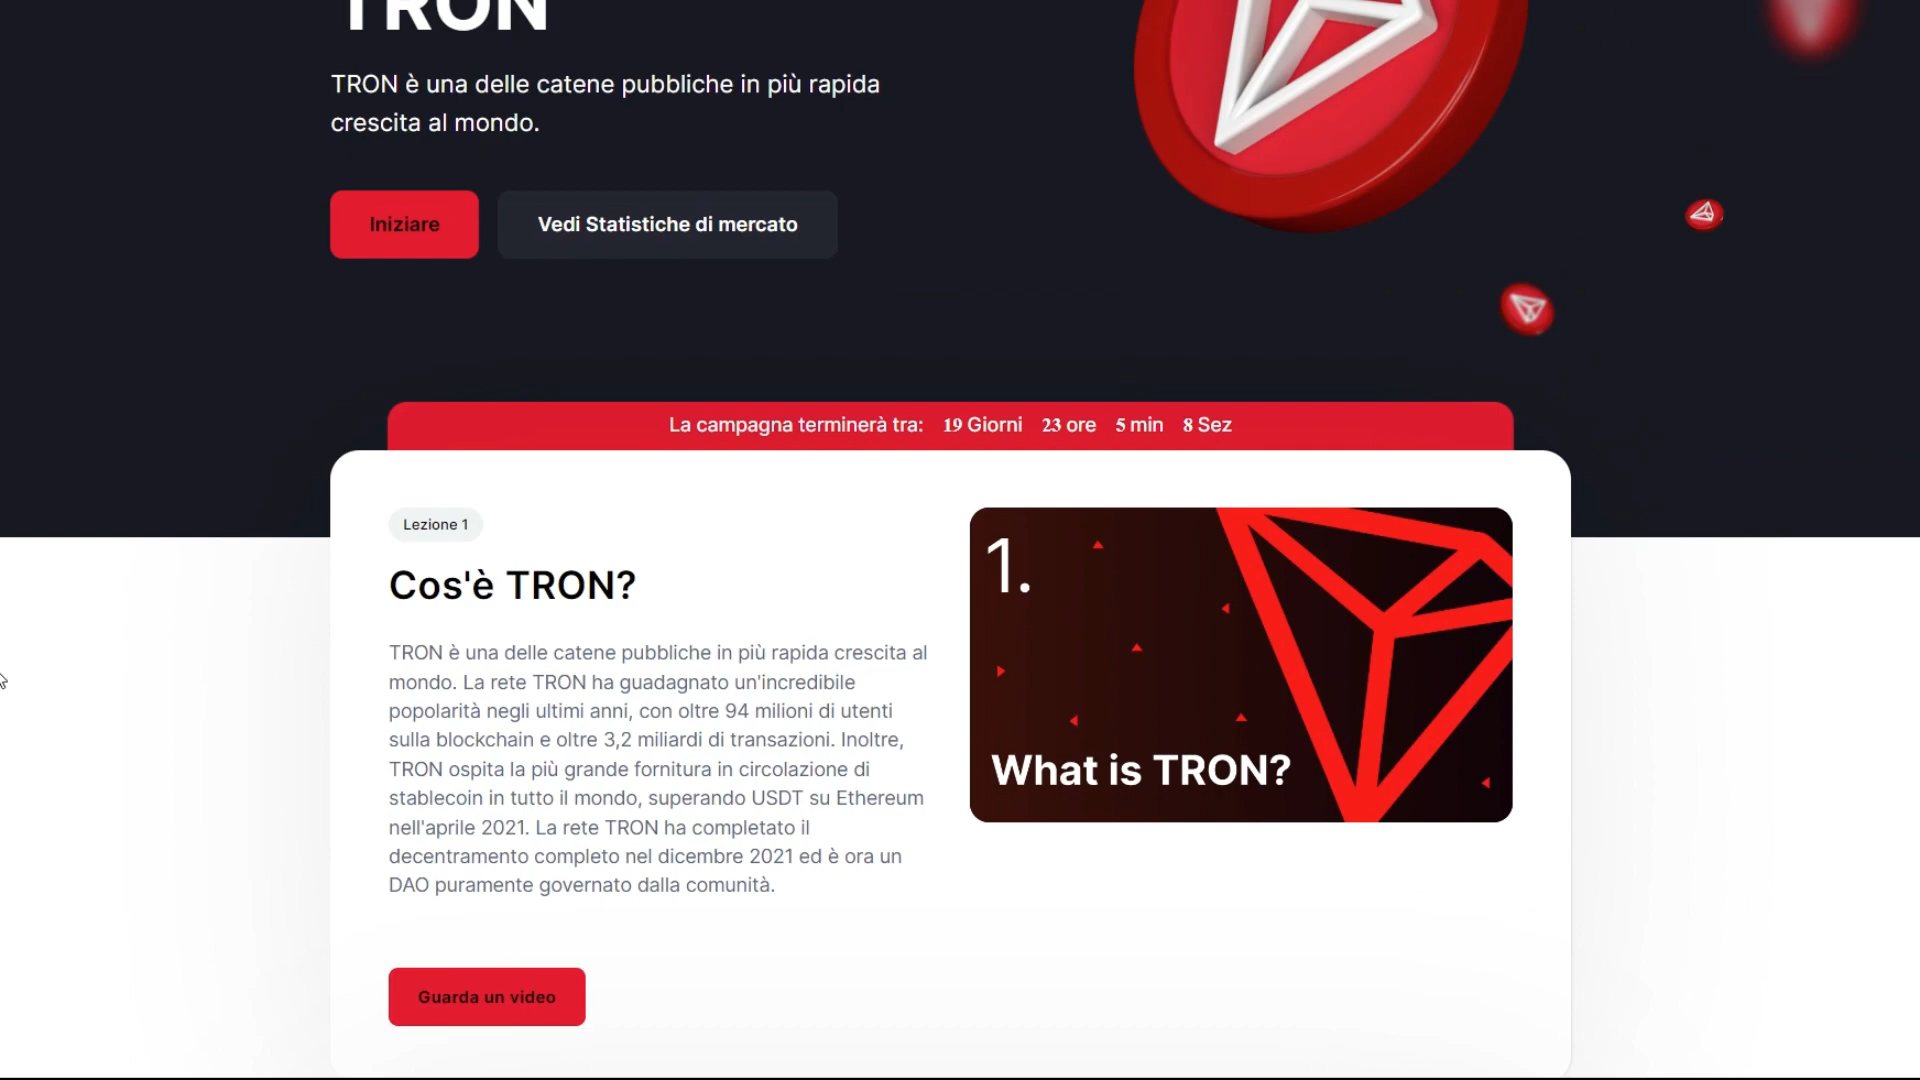 TRON
TRON è una delle catene pubbliche in più rapida
crescita al mondo.
Iniziare
Vedi Statistiche di mercato
La campagna terminerà tra: 19 Giorni 23 ore 5 min 8 Sez
Lezione 1
Cos'è TRON?
TRON è una delle catene pubbliche in più rapida crescita al
mondo. La rete TRON ha guadagnato un'incredibile
popolarità negli ultimi anni, con oltre 94 milioni di utenti
sulla blockchain e oltre 3,2 miliardi di transazioni. Inoltre,
TRON ospita la più grande fornitura in circolazione di
stablecoin in tutto il mondo, superando USDT su Ethereum
nell'aprile 2021. La rete TRON ha completato il
decentramento completo nel dicembre 2021 ed è ora un
DAO puramente governato dalla comunità.
Guarda un video
1.
What is TRON?